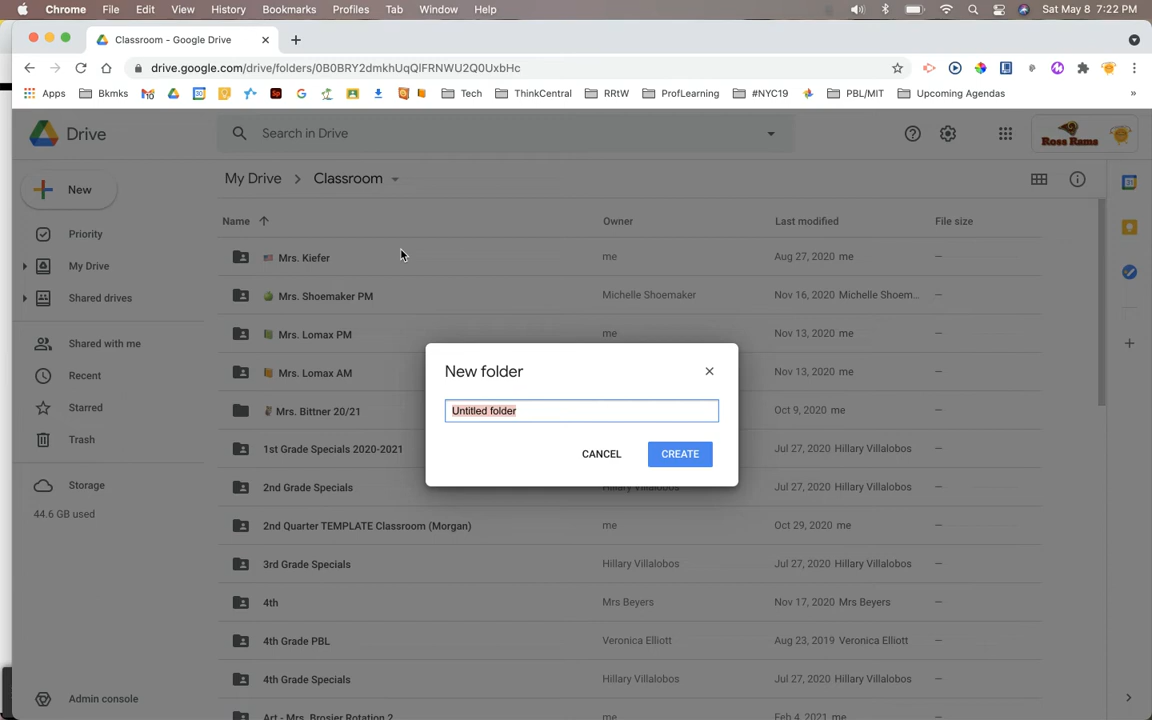 Chrome File Edit View History Bookmarks Profiles Tab Window Help Sat May 8 7:22 PM
Classroom - Google Drive
drive.google.com/drive/folders/0B0BRY2dmkhUqQlFRNWU2Q0UxbHc
Apps Bkmks Tech ThinkCentral RRtW ProfLearning #NYC19 PBL/MIT Upcoming Agendas »
Drive Search in Drive Ross Rams
My Drive > Classroom
New
Name Owner Last modified File size
Priority
My Drive
Shared drives
Shared with me
Recent
Starred
Trash
Storage
44.6 GB used
Admin console
Mrs. Kiefer me Aug 27, 2020 me –
Mrs. Shoemaker PM Michelle Shoemaker Nov 16, 2020 Michelle Shoem... –
Mrs. Lomax PM me Nov 13, 2020 me –
Mrs. Lomax AM Nov 13, 2020 me –
Mrs. Bittner 20/21 Oct 9, 2020 me –
1st Grade Specials 2020-2021 Jul 27, 2020 Hillary Villalobos –
2nd Grade Specials Hillary Villalobos Jul 27, 2020 Hillary Villalobos –
2nd Quarter TEMPLATE Classroom (Morgan) me Oct 29, 2020 me –
3rd Grade Specials Hillary Villalobos Jul 27, 2020 Hillary Villalobos –
4th Mrs Beyers Nov 17, 2020 Mrs Beyers –
4th Grade PBL Veronica Elliott Aug 23, 2019 Veronica Elliott –
4th Grade Specials Hillary Villalobos Jul 27, 2020 Hillary Villalobos –
Art - Mrs. Brosier Rotation 2 me Feb 4, 2021 me –
New folder
Untitled folder
CANCEL CREATE